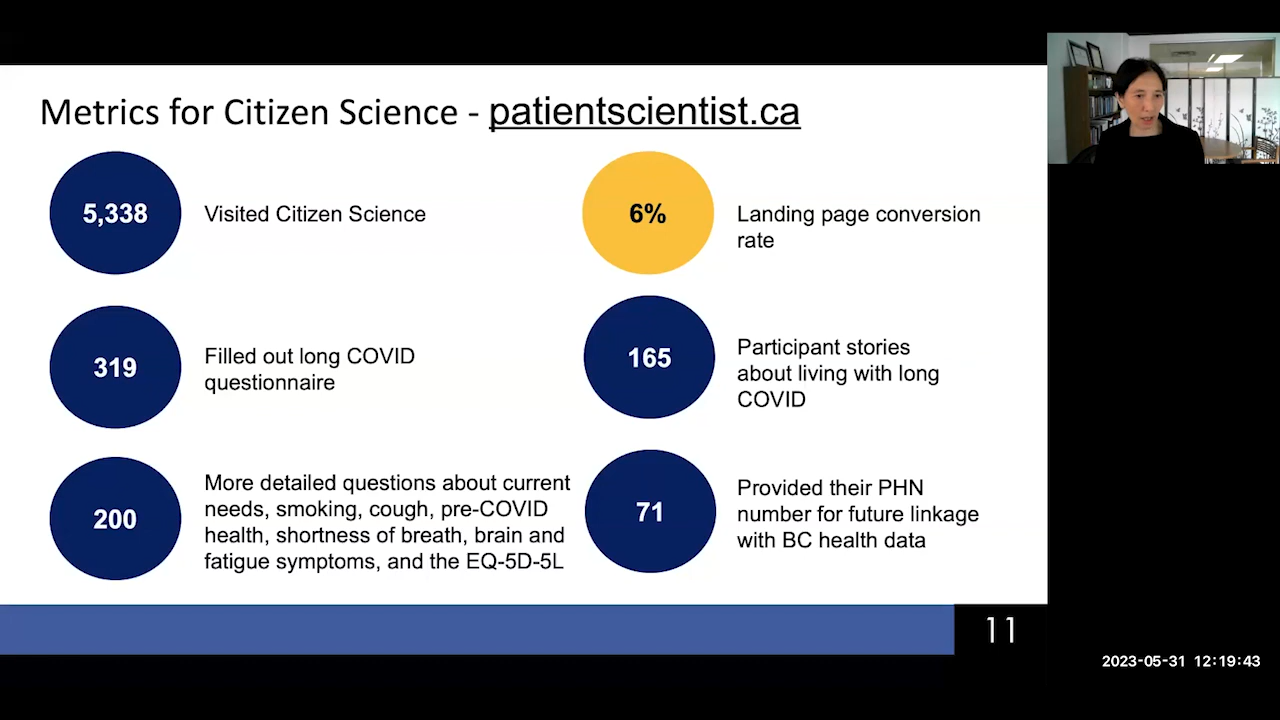 Metrics for Citizen Science - patientscientist.ca
5,338
Visited Citizen Science
6%
Landing page conversion
rate
319
Filled out long COVID
questionnaire
165
Participant stories
about living with long
COVID
200
More detailed questions about current
needs, smoking, cough, pre-COVID
health, shortness of breath, brain and
fatigue symptoms, and the EQ-5D-5L
71
Provided their PHN
number for future linkage
with BC health data
11
2023-05-31 12:19:43